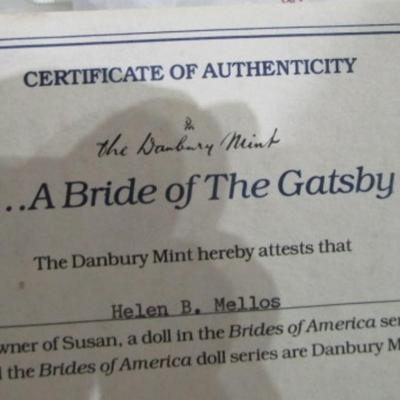 CERTIFICATE OF AUTHENTICITY
the Danbury Mint
...A Bride of The Gatsby
The Danbury Mint hereby attests that
Helen B. Mellos
wner of Susan, a doll in the Brides of America se
the Brides of America doll series are Danbury M